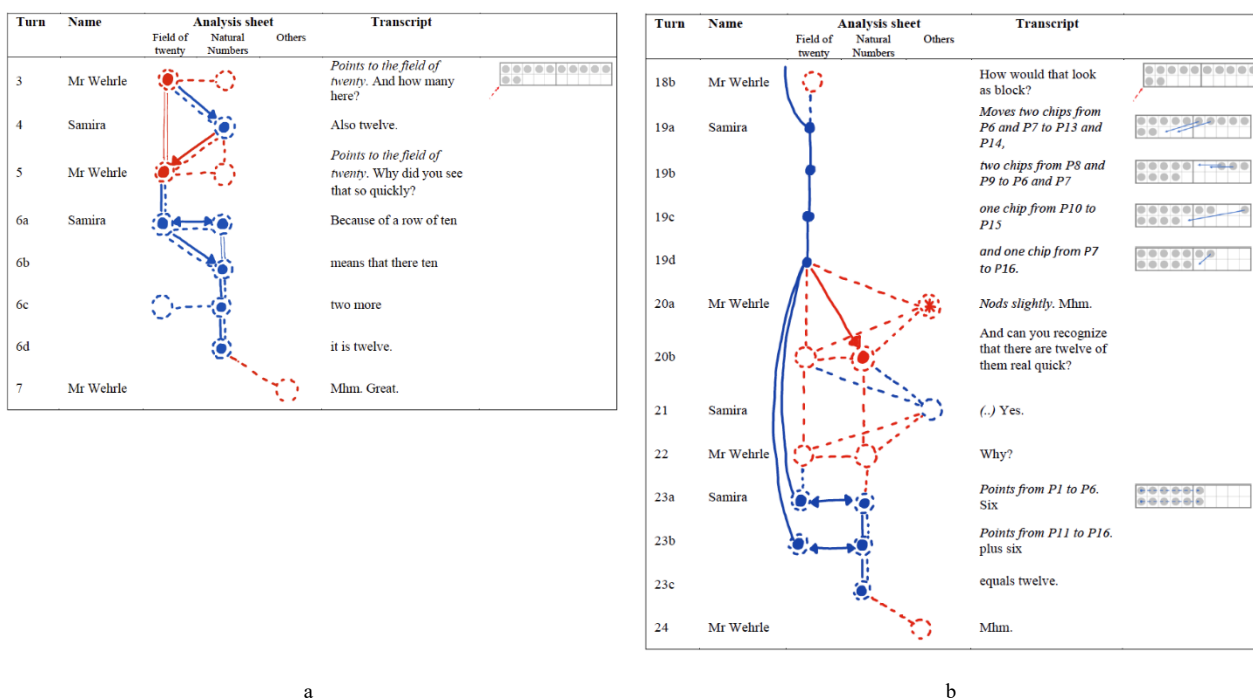 Turn Name Analysis sheet Transcript
Field of twenty Natural Numbers Others
3 Mr Wehrle Points to the field of
twenty. And how many
here?
4 Samira Also twelve.
5 Mr Wehrle Points to the field of
twenty. Why did you see
that so quickly?
6a Samira Because of a row of ten
6b means that there ten
6c two more
6d it is twelve.
7 Mr Wehrle Mhm. Great.
a
Turn Name Analysis sheet Transcript
Field of twenty Natural Numbers Others
18b Mr Wehrle How would that look
as block?
19a Samira Moves two chips from
P6 and P7 to P13 and
P14,
19b two chips from P8 and
P9 to P6 and P7
19c one chip from P10 to
P15
19d and one chip from P7
to P16.
20a Mr Wehrle Nods slightly. Mhm.
20b And can you recognize
that there are twelve of
them real quick?
21 Samira (..) Yes.
22 Mr Wehrle Why?
23a Samira Points from P1 to P6.
Six
23b Points from P11 to P16.
plus six
23c equals twelve.
24 Mr Wehrle Mhm.
b